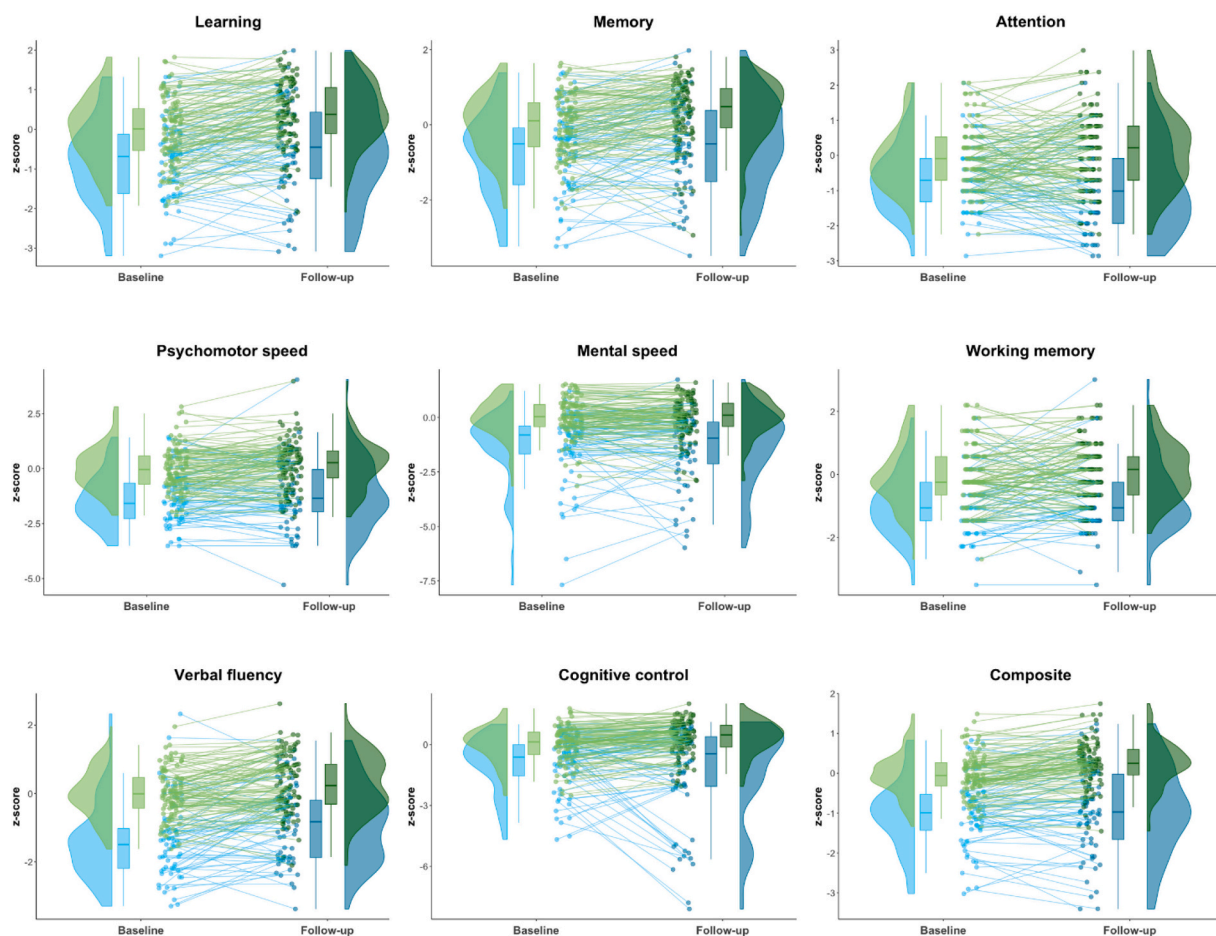 Learning
2
1
0
-1
-2
-3
z-score
Baseline
Follow-up
Memory
2
0
-2
z-score
Baseline
Follow-up
Attention
3
2
1
0
-1
-2
-3
z-score
Baseline
Follow-up
Psychomotor speed
2.5
0.0
-2.5
-5.0
z-score
Baseline
Follow-up
Mental speed
0.0
-2.5
-5.0
-7.5
z-score
Baseline
Follow-up
Working memory
2
0
-2
z-score
Baseline
Follow-up
Verbal fluency
2
0
-2
z-score
Baseline
Follow-up
Cognitive control
0
-3
-6
z-score
Baseline
Follow-up
Composite
2
1
0
-1
-2
-3
z-score
Baseline
Follow-up